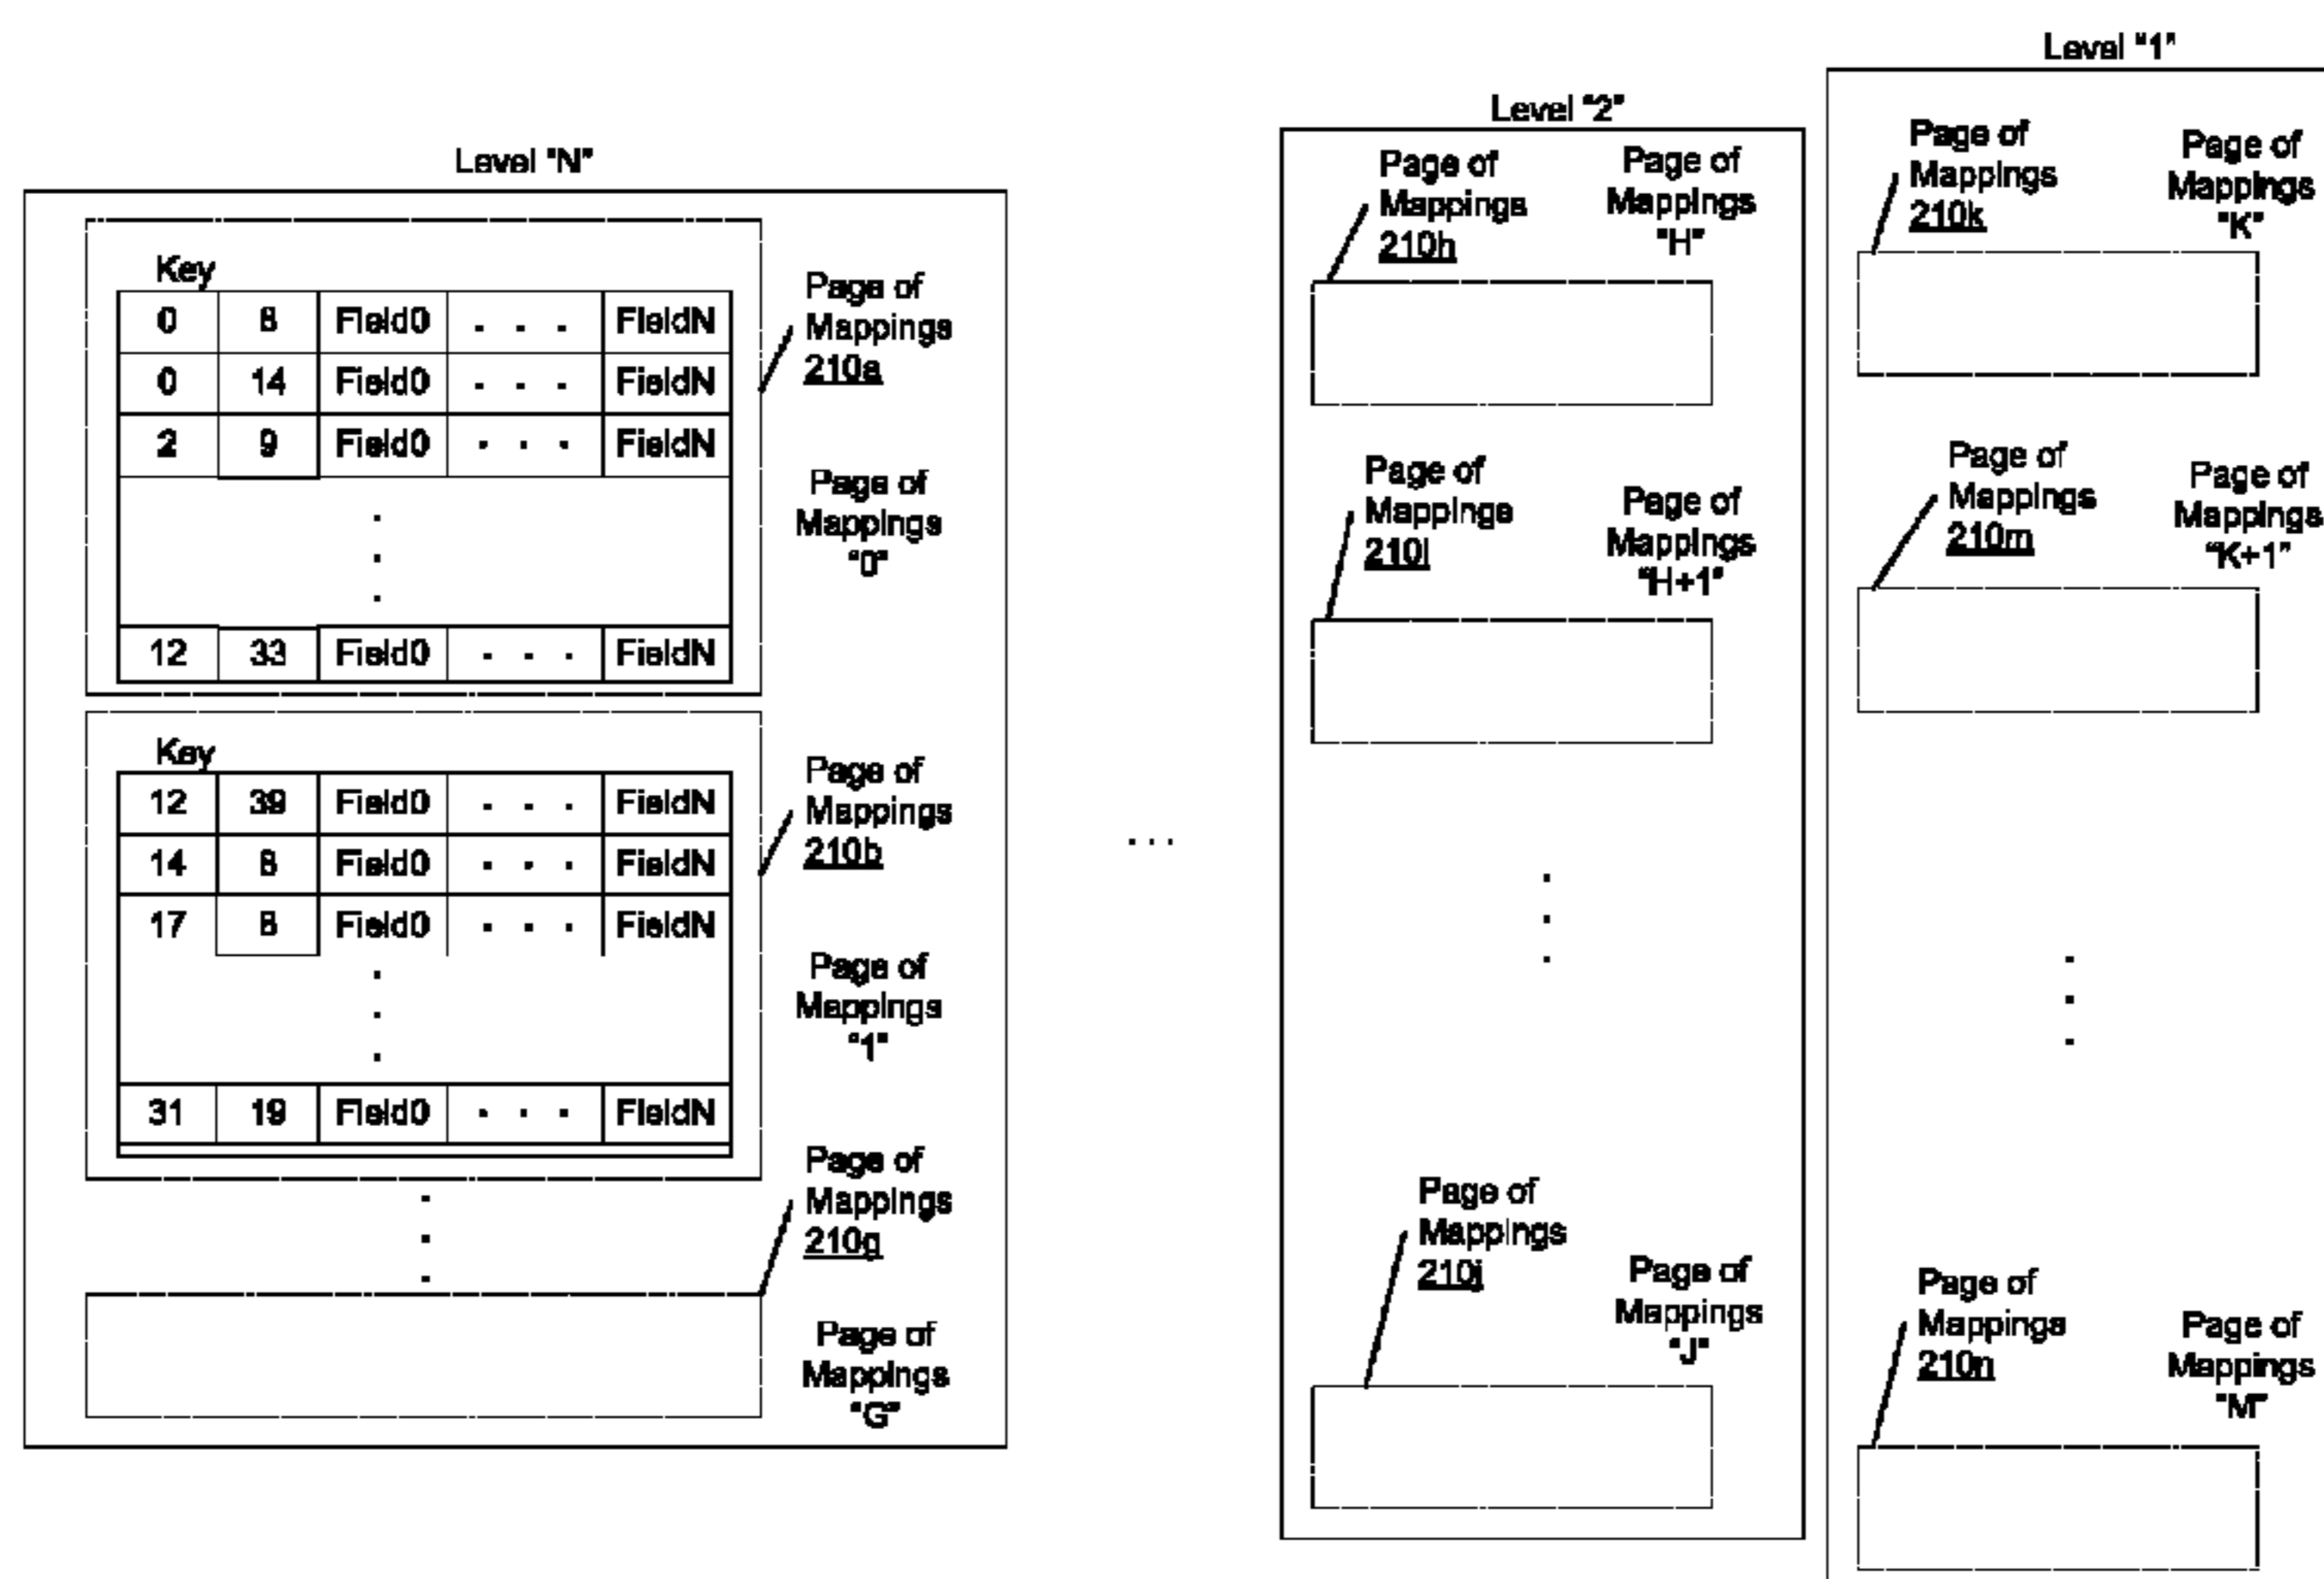 Level "N"
Key
0 8 Field0 . . . FieldN
0 14 Field0 . . . FieldN
2 9 Field0 . . . FieldN
12 33 Field0 . . . FieldN
Page of
Mappings
210a
Page of
Mappings
"0"
Key
12 39 Field0 . . . FieldN
14 8 Field0 . . . FieldN
17 8 Field0 . . . FieldN
31 19 Field0 . . . FieldN
Page of
Mappings
210b
Page of
Mappings
"1"
Page of
Mappings
210g
Page of
Mappings
"G"
. . .
Level "2"
Page of
Mappings
210h
Page of
Mappings
"H"
Page of
Mappings
210i
Page of
Mappings
"H+1"
Page of
Mappings
210j
Page of
Mappings
"J"
Level "1"
Page of
Mappings
210k
Page of
Mappings
"K"
Page of
Mappings
210m
Page of
Mappings
"K+1"
Page of
Mappings
210n
Page of
Mappings
"M"